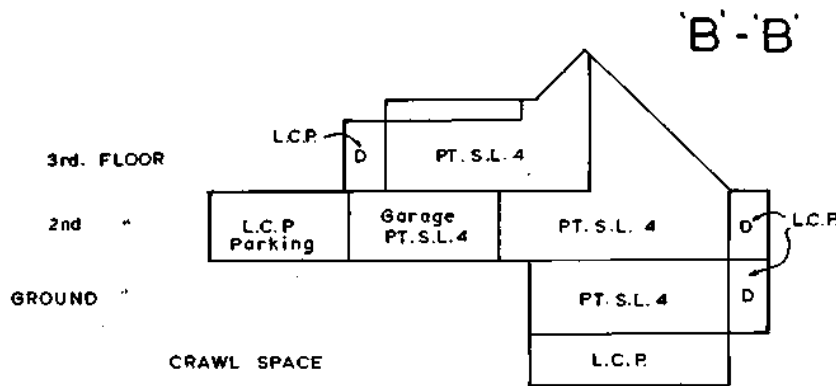 'B'-'B'
L.C.P.
3rd. FLOOR
D
PT. S.L. 4
2nd "
L.C.P
Parking
Garage
PT. S.L. 4
PT. S.L. 4
D
L.C.P.
GROUND "
PT. S.L. 4
D
CRAWL SPACE
L.C.P.